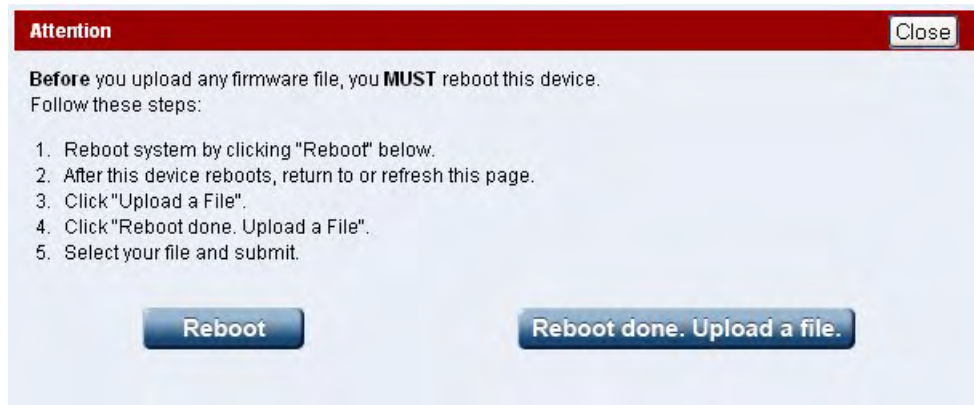 Attention
Close
Before you upload any firmware file, you MUST reboot this device.
Follow these steps:
1. Reboot system by clicking "Reboot" below.
2. After this device reboots, return to or refresh this page.
3. Click "Upload a File".
4. Click "Reboot done. Upload a File".
5. Select your file and submit.
Reboot
Reboot done. Upload a file.